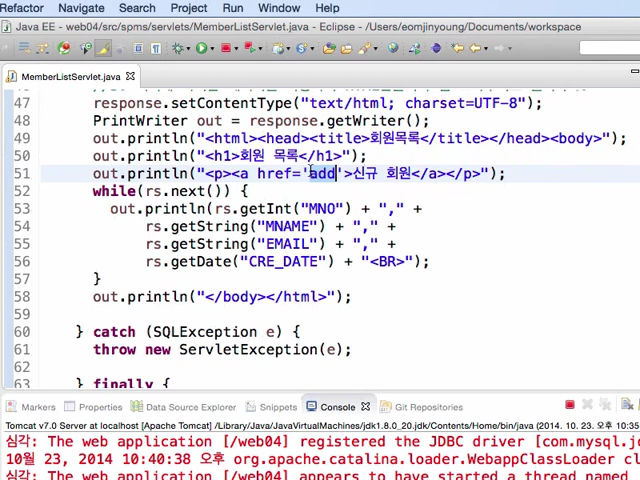 Refactor Navigate Search Project Run Window Help
Java EE - web04/src/spms/servlets/MemberListServlet.java - Eclipse - /Users/eomjinyoung/Documents/workspace
MemberListServlet.java
47 response.setContentType("text/html; charset=UTF-8");
48 PrintWriter out = response.getWriter();
49 out.println("<html><head><title>회원목록</title></head><body>");
50 out.println("<h1>회원 목록</h1>");
51 out.println("<p><a href='add'>신규 회원</a></p>");
52 while(rs.next()) {
53 out.println(rs.getInt("MNO") + "," +
54 rs.getString("MNAME") + "," +
55 rs.getString("EMAIL") + "," +
56 rs.getDate("CRE_DATE") + "<BR>");
57 }
58 out.println("</body></html>");
59
60 } catch (SQLException e) {
61 throw new ServletException(e);
62
63 } finally {
Markers Properties Data Source Explorer Snippets Console Git Repositories
Tomcat v7.0 Server at localhost [Apache Tomcat] /Library/Java/JavaVirtualMachines/jdk1.8.0_20.jdk/Contents/Home/bin/java (2014. 10. 23. 오후 10:35
심각: The web application [/web04] registered the JDBC driver [com.mysql.j
10월 23, 2014 10:40:38 오후 org.apache.catalina.loader.WebappClassLoader cl
심각: The web application [/web04] appears to have started a thread named